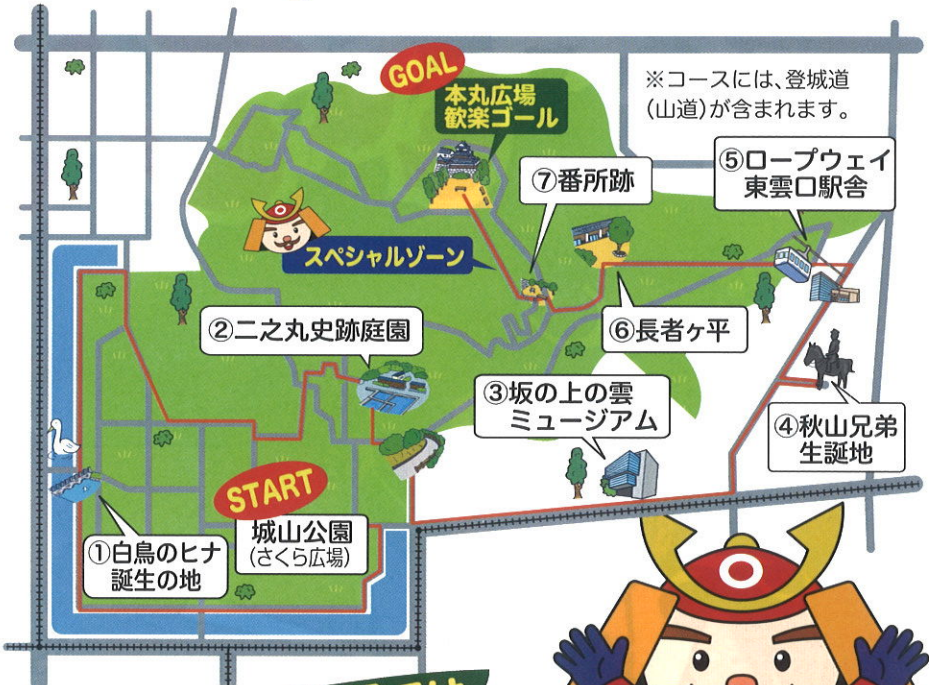 GOAL
本丸広場
歓楽ゴール
※コースには、登城道
(山道)が含まれます。
⑤ロープウェイ
東雲口駅舎
⑦番所跡
スペシャルゾーン
②二之丸史跡庭園
⑥長者ヶ平
③坂の上の雲
ミュージアム
④秋山兄弟
生誕地
START
城山公園
(さくら広場)
①白鳥のヒナ
誕生の地